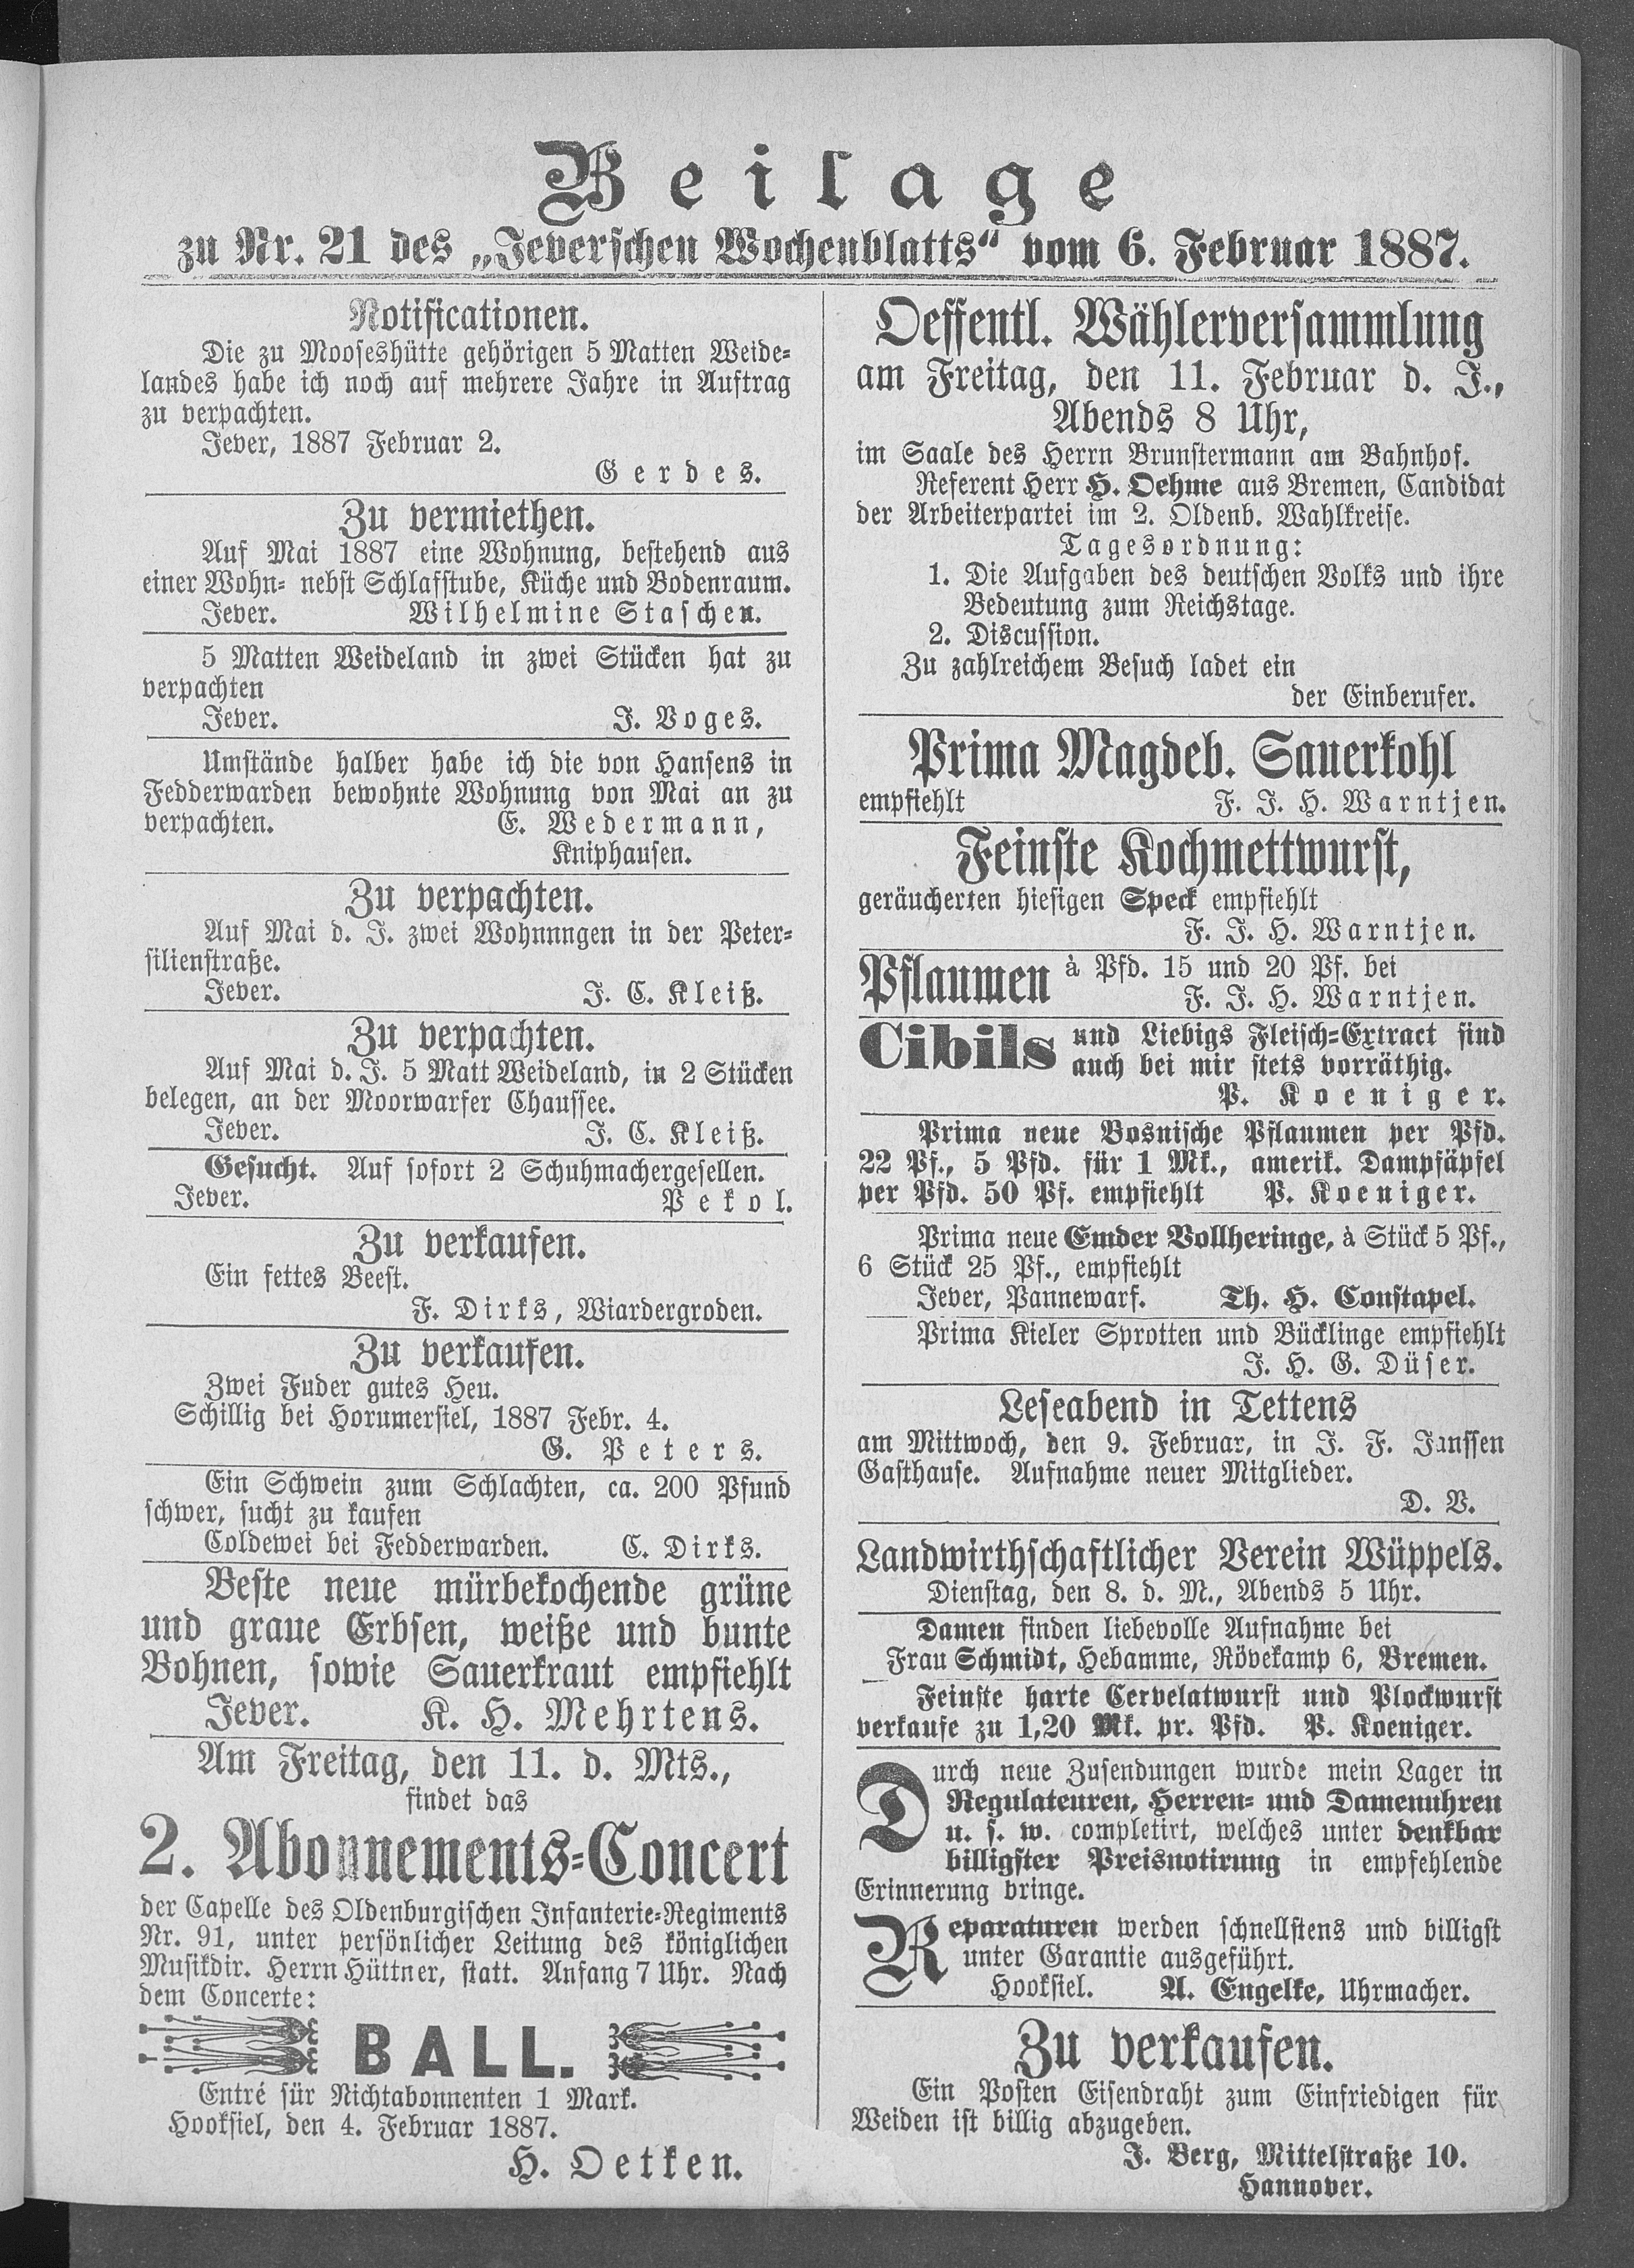 Beilage
zu Nr. 21 des „Jeverschen Wochenblatts“ vom 6. Februar 1887.
Notificationen.
Die zu Mooseshütte gehörigen 5 Matten Weide-
landes habe ich noch auf mehrere Jahre in Auftrag
zu verpachten.
Jever, 1887 Februar 2.
Gerdes.
Zu vermiethen.
Auf Mai 1887 eine Wohnung, bestehend aus
einer Wohn- nebst Schlafstube, Küche und Bodenraum.
Jever. Wilhelmine Staschen.
5 Matten Weideland in zwei Stücken hat zu
verpachten
Jever. J. Voges.
Umstände halber habe ich die von Hansens in
Fedderwarden bewohnte Wohnung von Mai an zu
verpachten. E. Wedermann,
Kniphausen.
Zu verpachten.
Auf Mai d. J. zwei Wohnnngen in der Peter-
silienstraße.
Jever. J. C. Kleiß.
Zu verpachten.
Auf Mai d. J. 5 Matt Weideland, in 2 Stücken
belegen, an der Moorwarfer Chaussee.
Jever. J. C. Kleiß.
Gesucht. Auf sofort 2 Schuhmachergesellen.
Jever. Pekol.
Zu verkaufen.
Ein fettes Beest.
F. Dirks, Wiardergroden.
Zu verkaufen.
Zwei Fuder gutes Heu.
Schillig bei Horumersiel, 1887 Febr. 4.
G. Peters.
Ein Schwein zum Schlachten, ca. 200 Pfund
schwer, sucht zu kaufen
Coldewei bei Fedderwarden. C. Dirks.
Beste neue mürbekochende grüne
und graue Erbsen, weiße und bunte
Bohnen, sowie Sauerkraut empfiehlt
Jever. K. H. Mehrtens.
Am Freitag, den 11. d. Mts.,
findet das
2. Abonnements-Concert
der Capelle des Oldenburgischen Infanterie-Regiments
Nr. 91, unter persönlicher Leitung des königlichen
Musikdir. Herrn Hüttner, statt. Anfang 7 Uhr. Nach
dem Concerte:
BALL.
Entré für Nichtabonnenten 1 Mark.
Hooksiel, den 4. Februar 1887.
H. Oetken.
Oeffentl. Wählerversammlung
am Freitag, den 11. Februar d. J.,
Abends 8 Uhr,
im Saale des Herrn Brunstermann am Bahnhof.
Referent Herr H. Oehme aus Bremen, Candidat
der Arbeiterpartei im 2. Oldenb. Wahlkreise.
Tagesordnung:
1. Die Aufgaben des deutschen Volks und ihre
Bedeutung zum Reichstage.
2. Discussion.
Zu zahlreichem Besuch ladet ein
der Einberufer.
Prima Magdeb. Sauerkohl
empfiehlt F. J. H. Warntjen.
Feinste Kochmettwurst,
geräucherten hiesigen Speck empfiehlt
F. J. H. Warntjen.
Pflaumen à Pfd. 15 und 20 Pf. bei
F. J. H. Warntjen.
Cibils und Liebigs Fleisch-Extract sind
auch bei mir stets vorräthig.
P. Koeniger.
Prima neue Bosnische Pflaumen per Pfd.
22 Pf., 5 Pfd. für 1 Mk., amerik. Dampfäpfel
per Pfd. 50 Pf. empfiehlt P. Koeniger.
Prima neue Emder Vollheringe, à Stück 5 Pf.,
6 Stück 25 Pf., empfiehlt
Jever, Pannewarf. Th. H. Constapel.
Prima Kieler Sprotten und Bücklinge empfiehlt
J. H. G. Düser.
Leseabend in Tettens
am Mittwoch, den 9. Februar, in J. F. Janssen
Gasthause. Aufnahme neuer Mitglieder.
D. V.
Landwirthschaftlicher Verein Wüppels.
Dienstag, den 8. d. M., Abends 5 Uhr.
Damen finden liebevolle Aufnahme bei
Frau Schmidt, Hebamme, Rövekamp 6, Bremen.
Feinste harte Cervelatwurst und Plockwurst
verkaufe zu 1,20 Mk. pr. Pfd. P. Koeniger.
Durch neue Zusendungen wurde mein Lager in
Regulateuren, Herren- und Damenuhren
u. s. w. completirt, welches unter denkbar
billigster Preisnotirung in empfehlende
Erinnerung bringe.
Reparaturen werden schnellstens und billigst
unter Garantie ausgeführt.
Hooksiel. A. Engelke, Uhrmacher.
Zu verkaufen.
Ein Posten Eisendraht zum Einfriedigen für
Weiden ist billig abzugeben.
J. Berg, Mittelstraße 10.
Hannover.